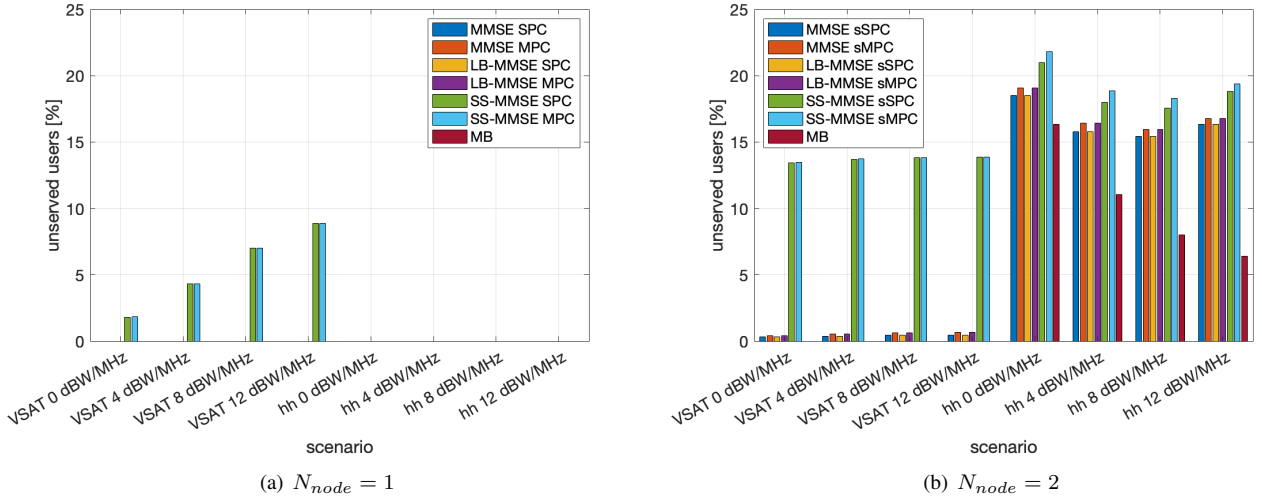 25
20
15
10
5
0
unserved users [%]
MMSE SPC
MMSE MPC
LB-MMSE SPC
LB-MMSE MPC
SS-MMSE SPC
SS-MMSE MPC
MB
VSAT 0 dBW/MHz
VSAT 4 dBW/MHz
VSAT 8 dBW/MHz
VSAT 12 dBW/MHz
hh 0 dBW/MHz
hh 4 dBW/MHz
hh 8 dBW/MHz
hh 12 dBW/MHz
scenario
(a) N_{node} = 1
25
20
15
10
5
0
unserved users [%]
MMSE sSPC
MMSE sMPC
LB-MMSE sSPC
LB-MMSE sMPC
SS-MMSE sSPC
SS-MMSE sMPC
MB
VSAT 0 dBW/MHz
VSAT 4 dBW/MHz
VSAT 8 dBW/MHz
VSAT 12 dBW/MHz
hh 0 dBW/MHz
hh 4 dBW/MHz
hh 8 dBW/MHz
hh 12 dBW/MHz
scenario
(b) N_{node} = 2